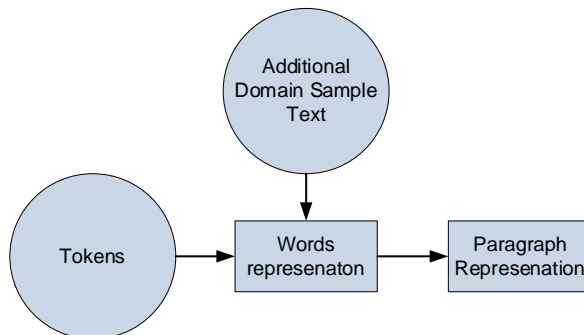 Additional
Domain Sample
Text
Tokens
Words
represenaton
Paragraph
Represenation